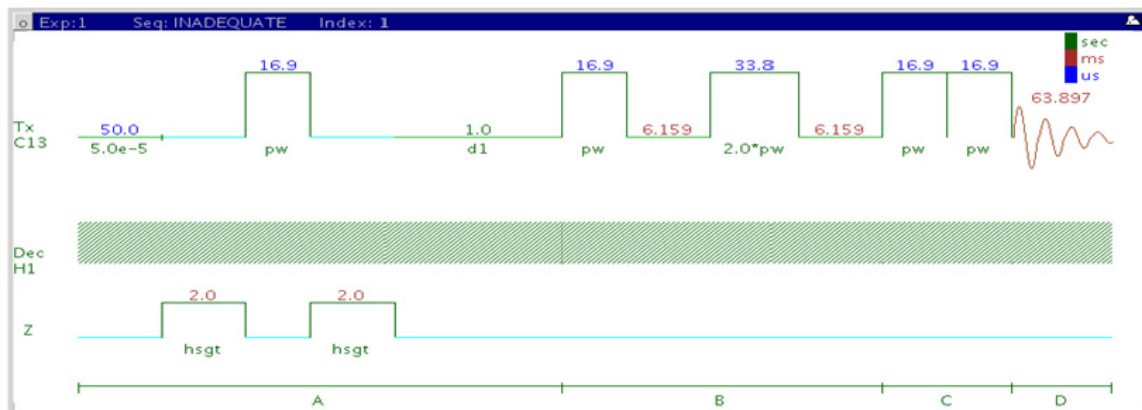 Exp:1 Seq: INADEQUATE Index: 1
sec
ms
us
16.9 16.9 33.8 16.9 16.9 63.897
Tx
C13
50.0 1.0 6.159 6.159
5.0e-5 pw d1 pw 2.0*pw pw pw
Dec
H1
2.0 2.0
Z
hsgt hsgt
A B C D